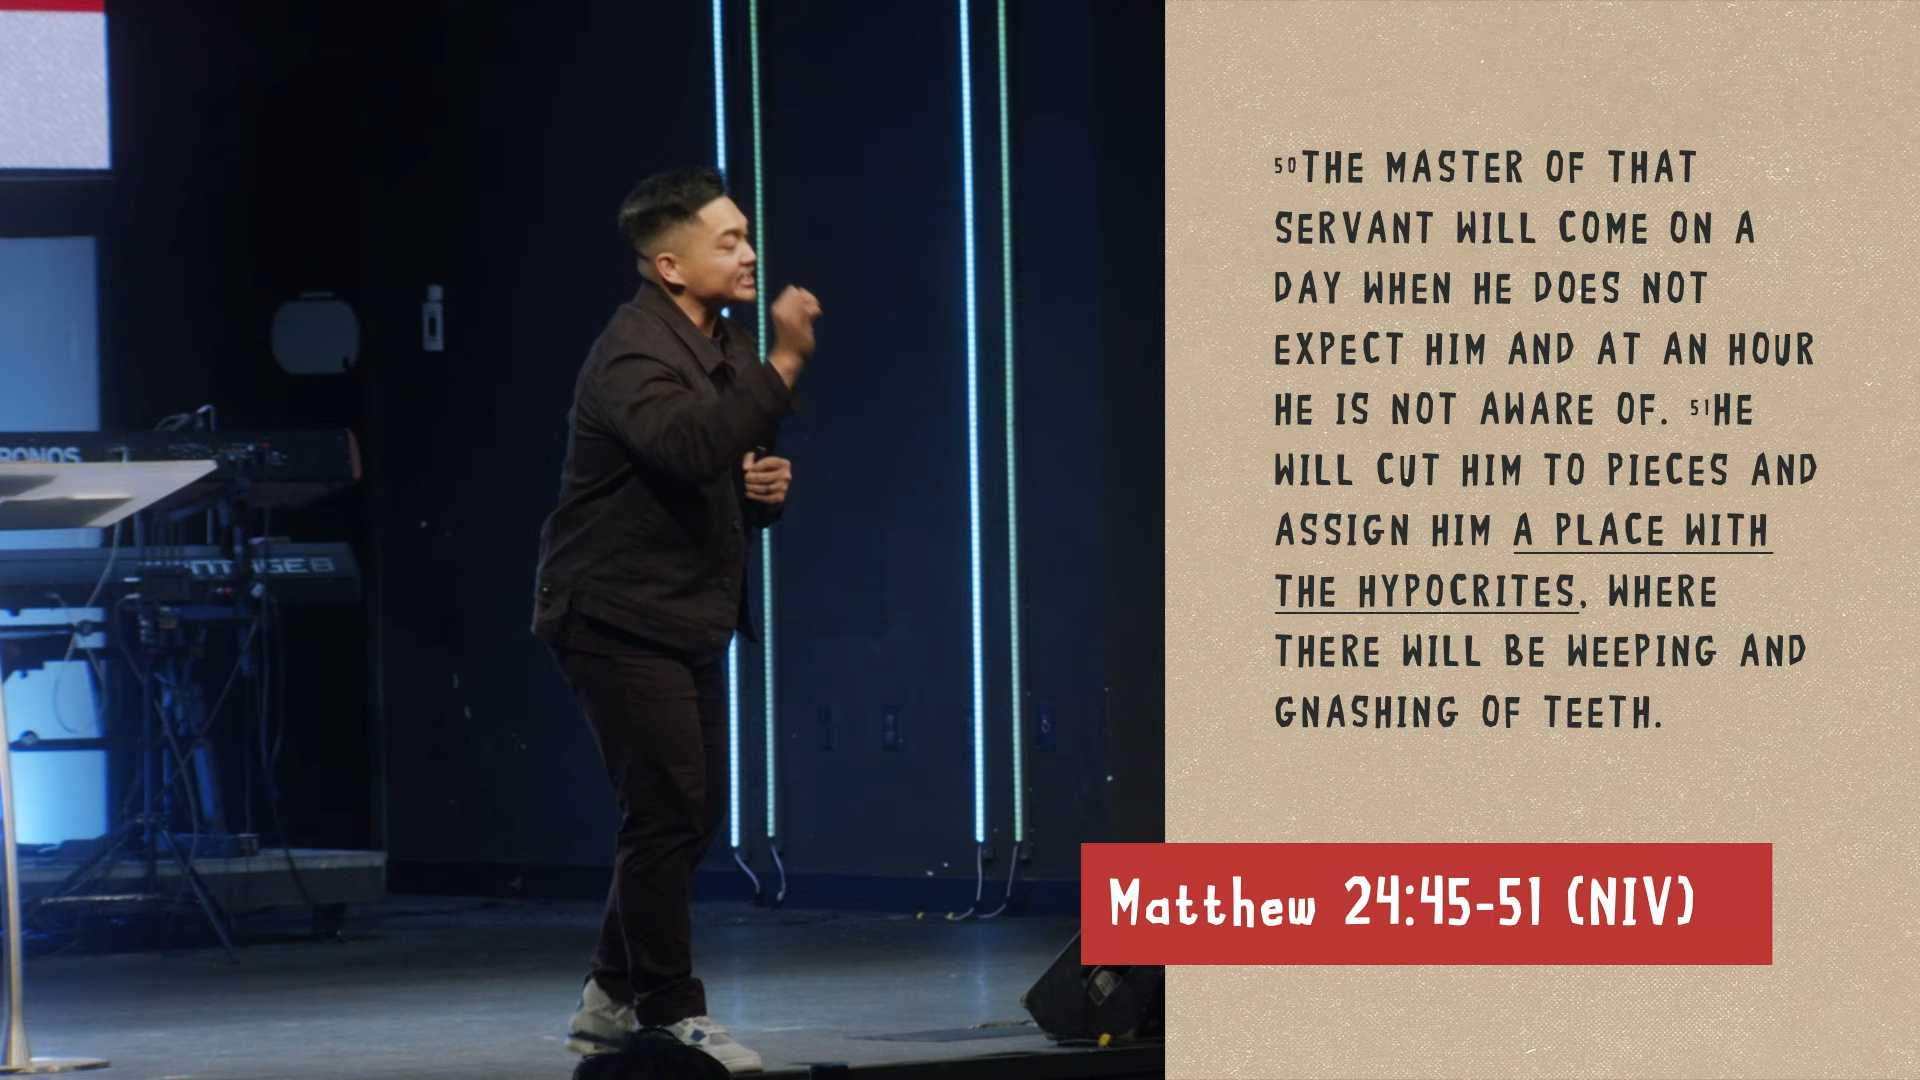 50THE MASTER OF THAT
SERVANT WILL COME ON A
DAY WHEN HE DOES NOT
EXPECT HIM AND AT AN HOUR
HE IS NOT AWARE OF. 51HE
WILL CUT HIM TO PIECES AND
ASSIGN HIM A PLACE WITH
THE HYPOCRITES, WHERE
THERE WILL BE WEEPING AND
GNASHING OF TEETH.
Matthew 24:45-51 (NIV)